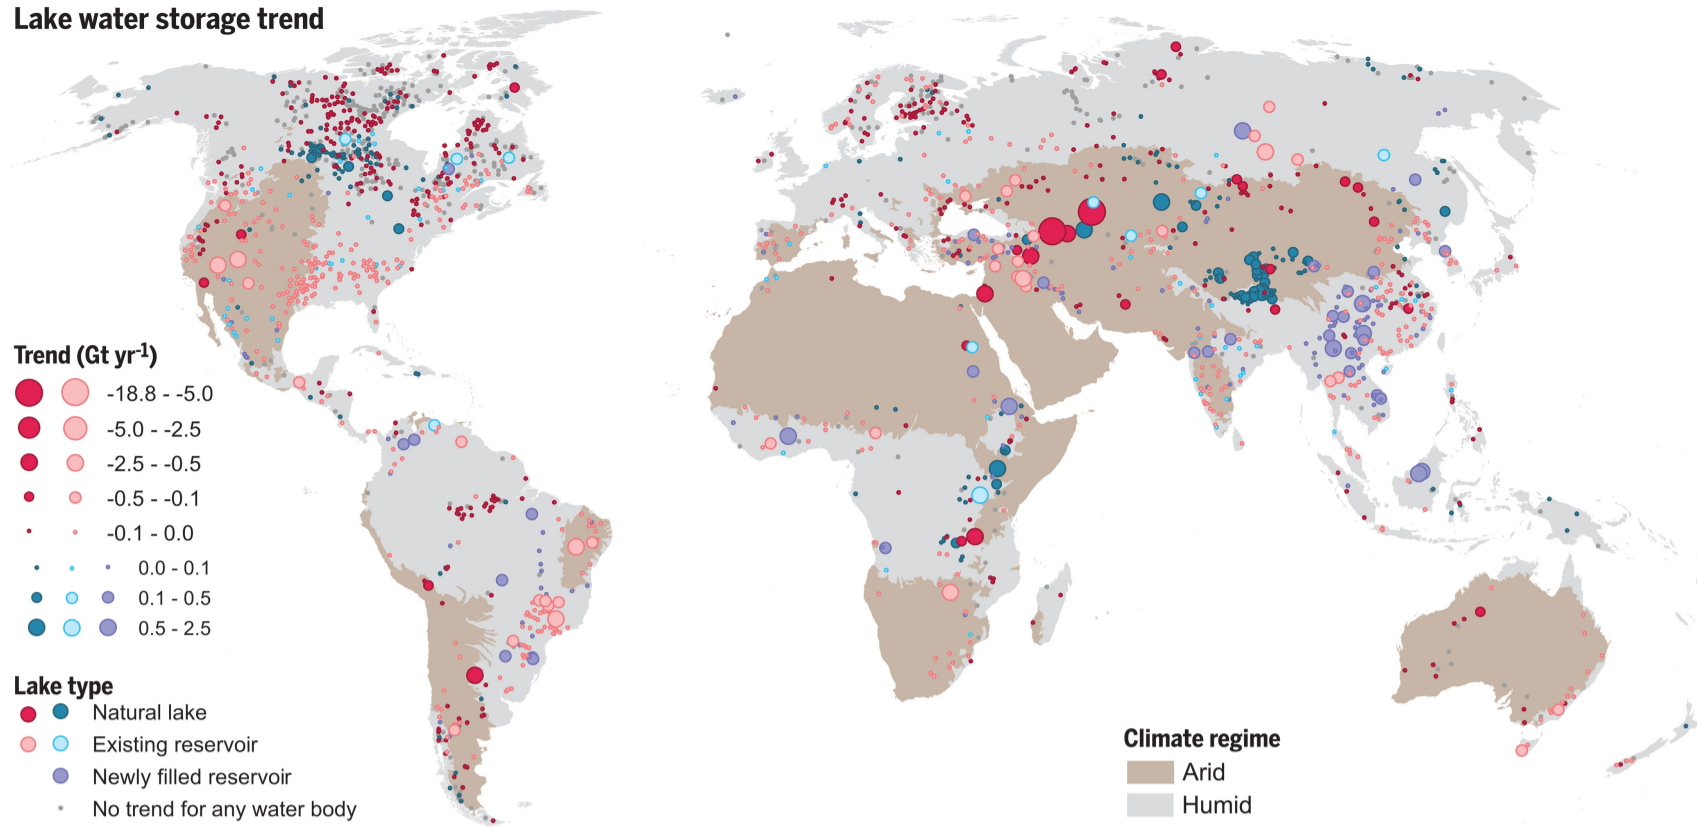 Lake water storage trend
Trend (Gt yr-1)
-18.8 - -5.0
-5.0 - -2.5
-2.5 - -0.5
-0.5 - -0.1
-0.1 - 0.0
0.0 - 0.1
0.1 - 0.5
0.5 - 2.5
Lake type
Natural lake
Existing reservoir
Newly filled reservoir
No trend for any water body
Climate regime
Arid
Humid